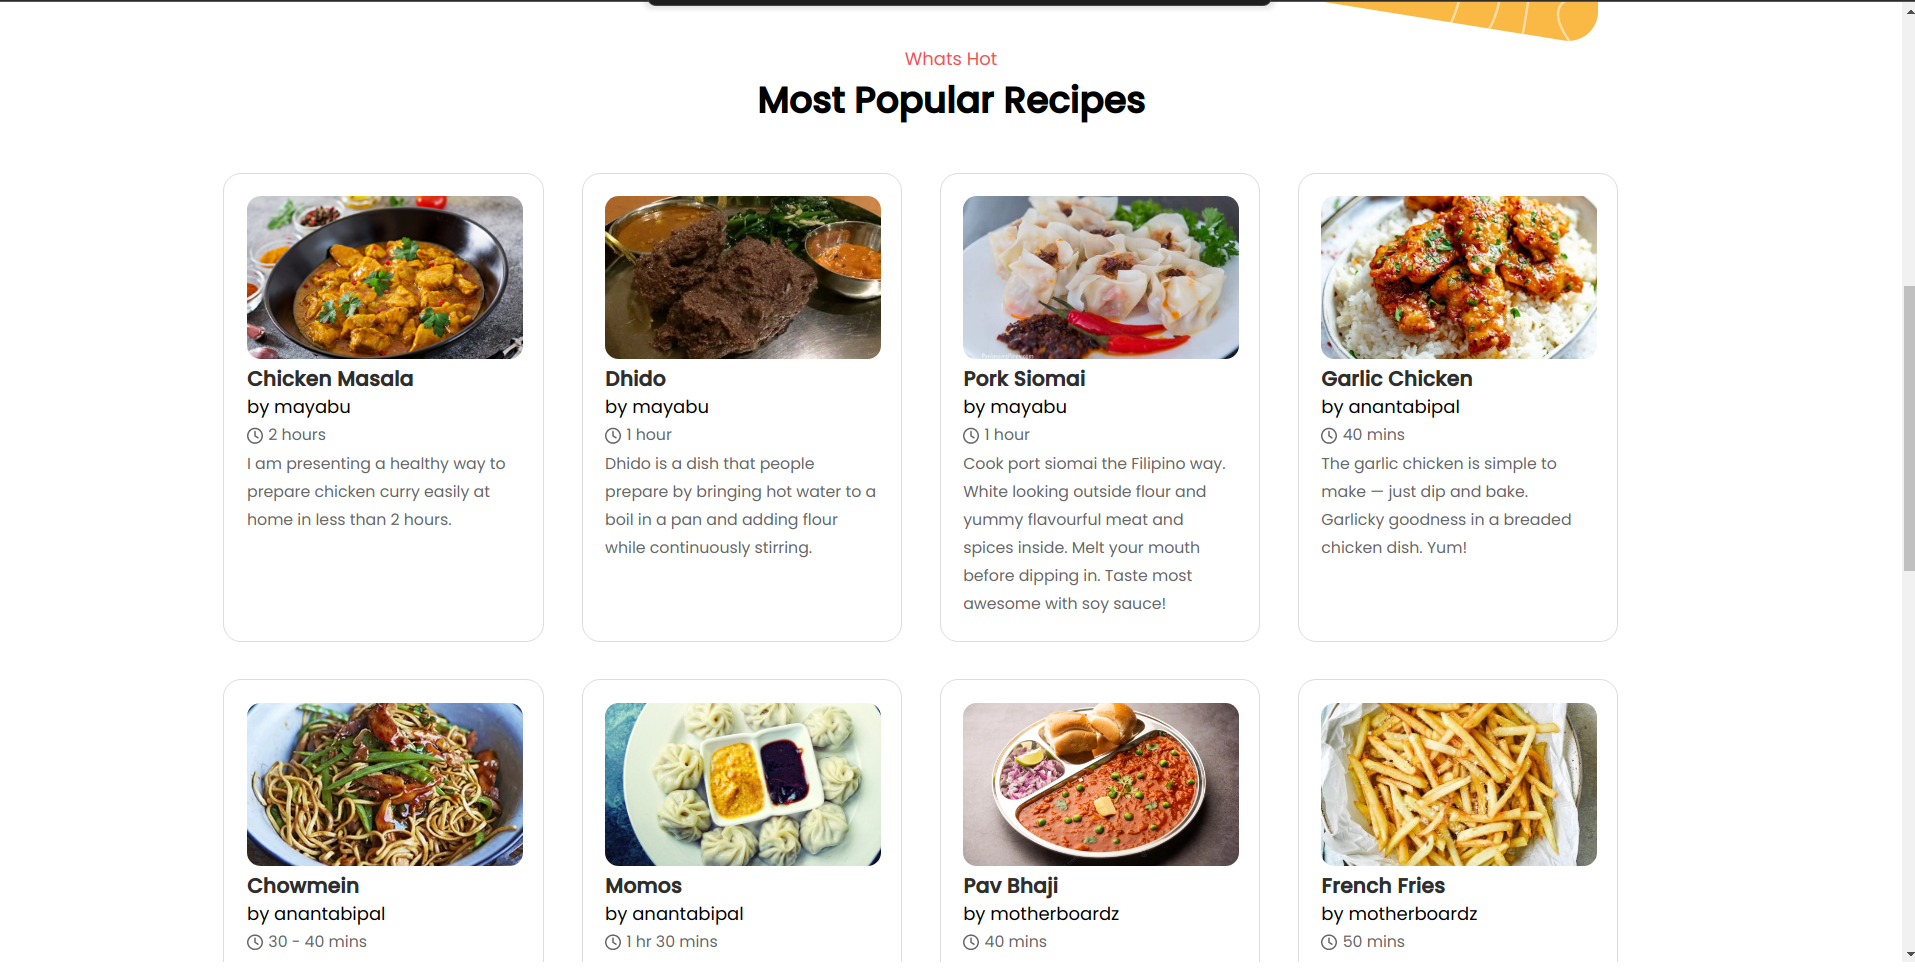 Whats Hot
Most Popular Recipes
Chicken Masala
by mayabu
2 hours
I am presenting a healthy way to
prepare chicken curry easily at
home in less than 2 hours.
Dhido
by mayabu
1 hour
Dhido is a dish that people
prepare by bringing hot water to a
boil in a pan and adding flour
while continuously stirring.
Pork Siomai
by mayabu
1 hour
Cook port siomai the Filipino way.
White looking outside flour and
yummy flavourful meat and
spices inside. Melt your mouth
before dipping in. Taste most
awesome with soy sauce!
Garlic Chicken
by anantabipal
40 mins
The garlic chicken is simple to
make — just dip and bake.
Garlicky goodness in a breaded
chicken dish. Yum!
Chowmein
by anantabipal
30 - 40 mins
Momos
by anantabipal
1 hr 30 mins
Pav Bhaji
by motherboardz
40 mins
French Fries
by motherboardz
50 mins